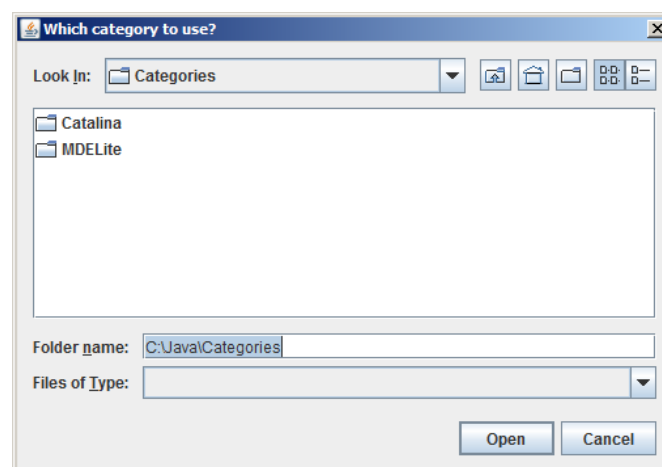 Which category to use?
Look In: Categories
Catalina
MDELite
Folder name: C:\Java\Categories
Files of Type:
Open Cancel